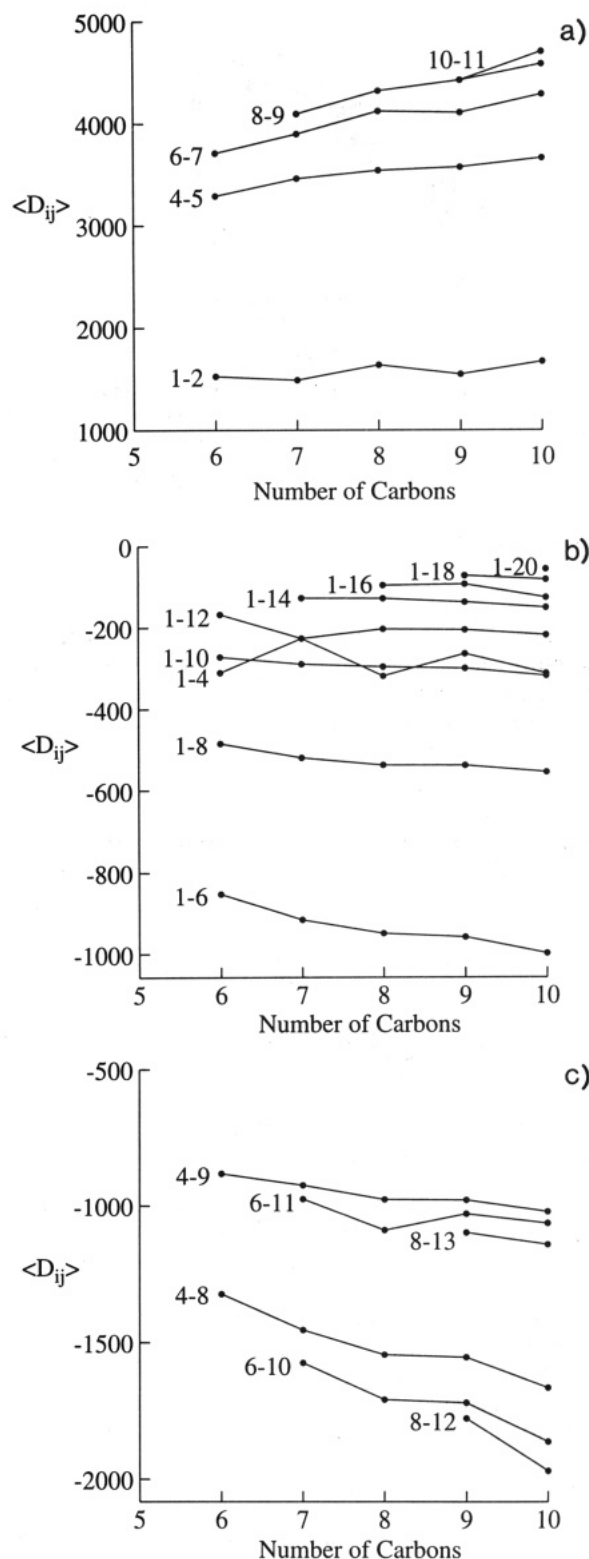 a)
5000
10-11
8-9
4000
6-7
4-5
<D_ij>
3000
2000
1-2
1000
5 6 7 8 9 10
Number of Carbons
b)
0
1-20
1-18
1-16
1-14
1-12
-200
1-10
1-4
-400
<D_ij>
1-8
-600
-800
1-6
-1000
5 6 7 8 9 10
Number of Carbons
c)
-500
4-9
6-11
-1000
8-13
<D_ij>
4-8
-1500
6-10
8-12
-2000
5 6 7 8 9 10
Number of Carbons